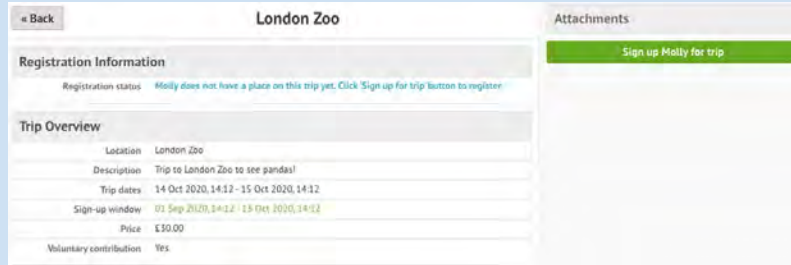 « Back
London Zoo
Attachments
Sign up Molly for trip
Registration Information
Registration status Molly does not have a place on this trip yet. Click 'Sign up for trip' button to register
Trip Overview
Location London Zoo
Description Trip to London Zoo to see pandas!
Trip dates 14 Oct 2020, 14:12 - 15 Oct 2020, 14:12
Sign-up window 01 Sep 2020, 14:12 - 13 Oct 2020, 14:12
Price £30.00
Voluntary contribution Yes